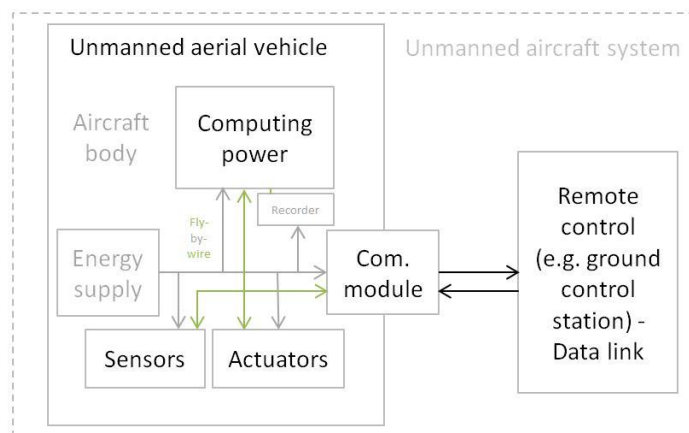 Unmanned aerial vehicle
Unmanned aircraft system
Aircraft
body
Computing
power
Recorder
Fly-
by-
wire
Energy
supply
Com.
module
Sensors
Actuators
Remote
control
(e.g. ground
control
station) -
Data link